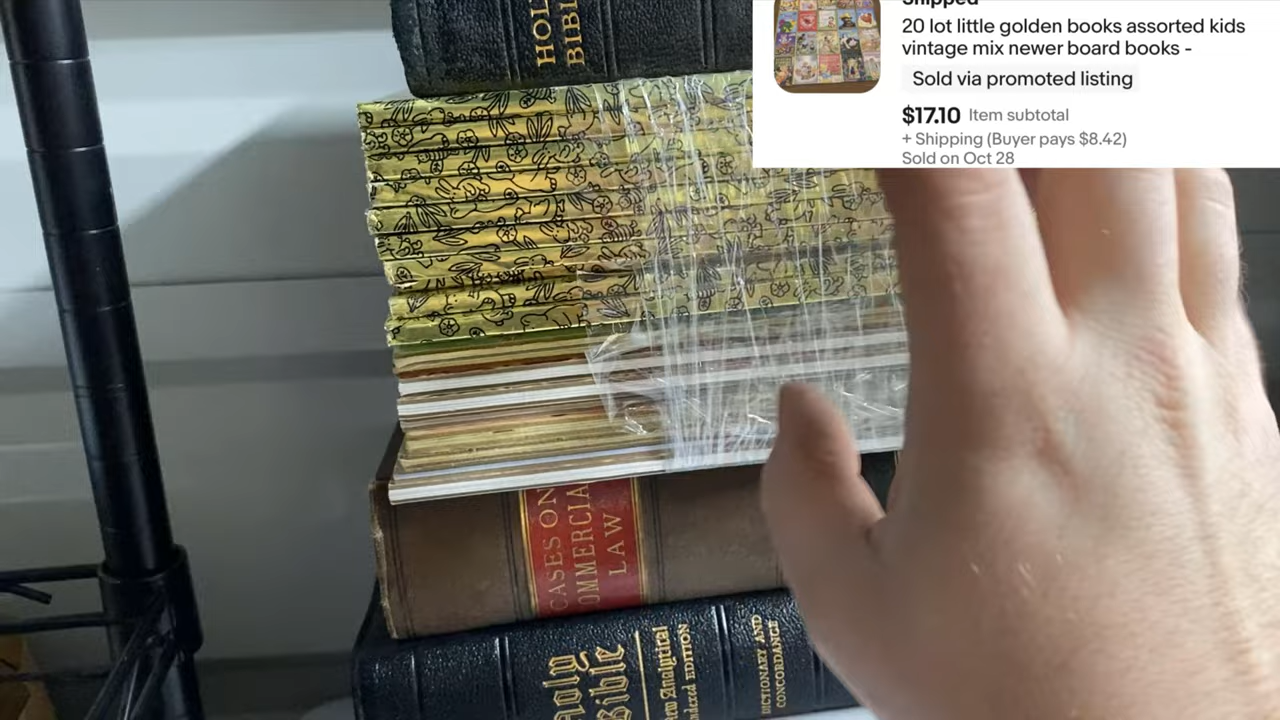 HOLY
BIBLE
Shipped
20 lot little golden books assorted kids
vintage mix newer board books -
Sold via promoted listing
$17.10 Item subtotal
+ Shipping (Buyer pays $8.42)
Sold on Oct 28
CASES ON
COMMERCIAL
LAW
Holy
Bible
New Analytical
Indexed EDITION
DICTIONARY AND
CONCORDANCE